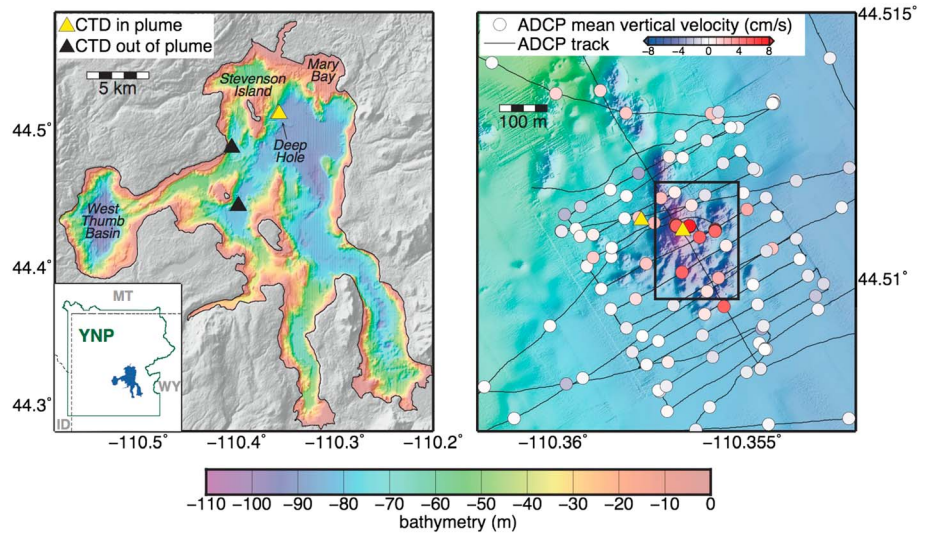 CTD in plume
CTD out of plume
5 km
Stevenson
Island
Mary
Bay
Deep
Hole
West
Thumb
Basin
44.5°
44.4°
44.3°
MT
YNP
WY
ID
−110.5°
−110.4°
−110.3°
−110.2°
ADCP mean vertical velocity (cm/s)
ADCP track
−8 −4 0 4 8
100 m
44.515°
44.51°
−110.36°
−110.355°
−110 −100 −90 −80 −70 −60 −50 −40 −30 −20 −10 0
bathymetry (m)